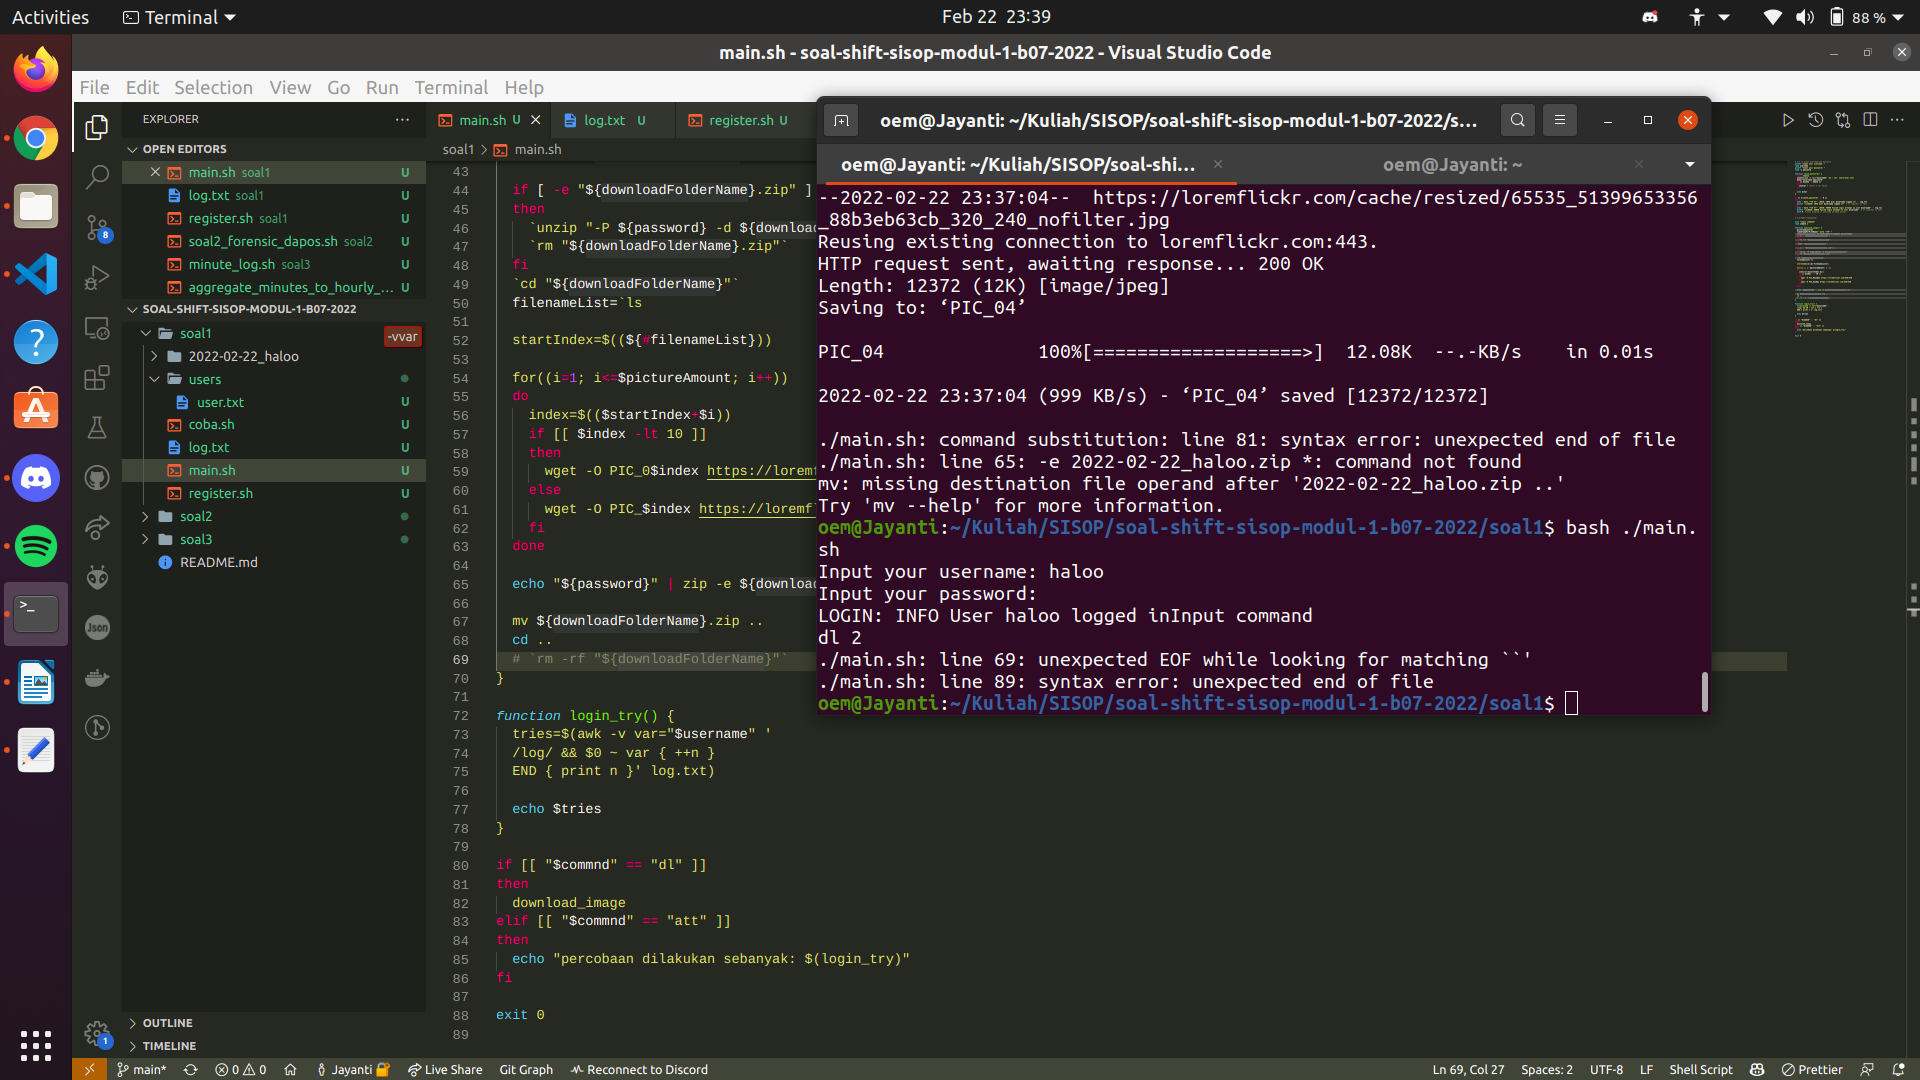 Activities
Terminal
Feb 22 23:39
88 %
main.sh - soal-shift-sisop-modul-1-b07-2022 - Visual Studio Code
File Edit Selection View Go Run Terminal Help
EXPLORER
OPEN EDITORS
main.sh soal1 U
log.txt soal1 U
register.sh soal1 U
soal2_forensic_dapos.sh soal2 U
minute_log.sh soal3 U
aggregate_minutes_to_hourly_... U
SOAL-SHIFT-SISOP-MODUL-1-B07-2022
soal1
-vvar
2022-02-22_haloo
users
user.txt U
coba.sh U
log.txt U
main.sh U
register.sh U
soal2
soal3
README.md
OUTLINE
TIMELINE
8
Json
1
main.sh U
log.txt U
register.sh U
soal1 > main.sh
43
44 if [ -e "${downloadFolderName}.zip" ]
45 then
46 `unzip "-P ${password} -d ${downloa
47 `rm "${downloadFolderName}.zip"`
48 fi
49 `cd "${downloadFolderName}"`
50 filenameList=`ls
51
52 startIndex=$((${#filenameList}))
53
54 for((i=1; i<=$pictureAmount; i++))
55 do
56 index=$(($startIndex+$i))
57 if [[ $index -lt 10 ]]
58 then
59 wget -O PIC_0$index https://loremf
60 else
61 wget -O PIC_$index https://loremf
62 fi
63 done
64
65 echo "${password}" | zip -e ${downloa
66
67 mv ${downloadFolderName}.zip ..
68 cd ..
69 # `rm -rf "${downloadFolderName}"`
70 }
71
72 function login_try() {
73 tries=$(awk -v var="$username" '
74 /log/ && $0 ~ var { ++n }
75 END { print n }' log.txt)
76
77 echo $tries
78 }
79
80 if [[ "$commnd" == "dl" ]]
81 then
82 download_image
83 elif [[ "$commnd" == "att" ]]
84 then
85 echo "percobaan dilakukan sebanyak: $(login_try)"
86 fi
87
88 exit 0
89
oem@Jayanti: ~/Kuliah/SISOP/soal-shift-sisop-modul-1-b07-2022/s...
oem@Jayanti: ~/Kuliah/SISOP/soal-shi...
oem@Jayanti: ~
--2022-02-22 23:37:04-- https://loremflickr.com/cache/resized/65535_51399653356
_88b3eb63cb_320_240_nofilter.jpg
Reusing existing connection to loremflickr.com:443.
HTTP request sent, awaiting response... 200 OK
Length: 12372 (12K) [image/jpeg]
Saving to: ‘PIC_04’
PIC_04 100%[===================>] 12.08K --.-KB/s in 0.01s
2022-02-22 23:37:04 (999 KB/s) - ‘PIC_04’ saved [12372/12372]
./main.sh: command substitution: line 81: syntax error: unexpected end of file
./main.sh: line 65: -e 2022-02-22_haloo.zip *: command not found
mv: missing destination file operand after '2022-02-22_haloo.zip ..'
Try 'mv --help' for more information.
oem@Jayanti:~/Kuliah/SISOP/soal-shift-sisop-modul-1-b07-2022/soal1$ bash ./main.
sh
Input your username: haloo
Input your password:
LOGIN: INFO User haloo logged inInput command
dl 2
./main.sh: line 69: unexpected EOF while looking for matching ``'
./main.sh: line 89: syntax error: unexpected end of file
oem@Jayanti:~/Kuliah/SISOP/soal-shift-sisop-modul-1-b07-2022/soal1$
main*
0 0
Jayanti
Live Share
Git Graph
Reconnect to Discord
Ln 69, Col 27
Spaces: 2
UTF-8
LF
Shell Script
Prettier